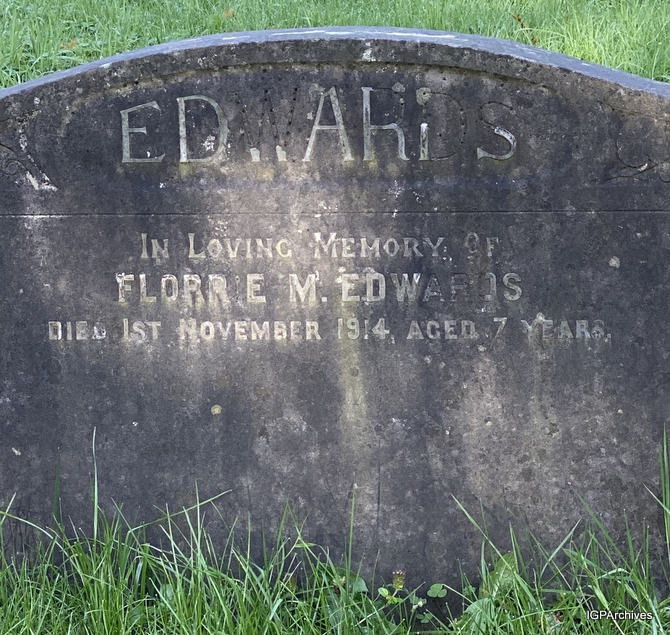 EDWARDS
IN LOVING MEMORY OF
FLORRIE M. EDWARDS
DIED 1ST NOVEMBER 1914, AGED 7 YEARS.
IGPArchives